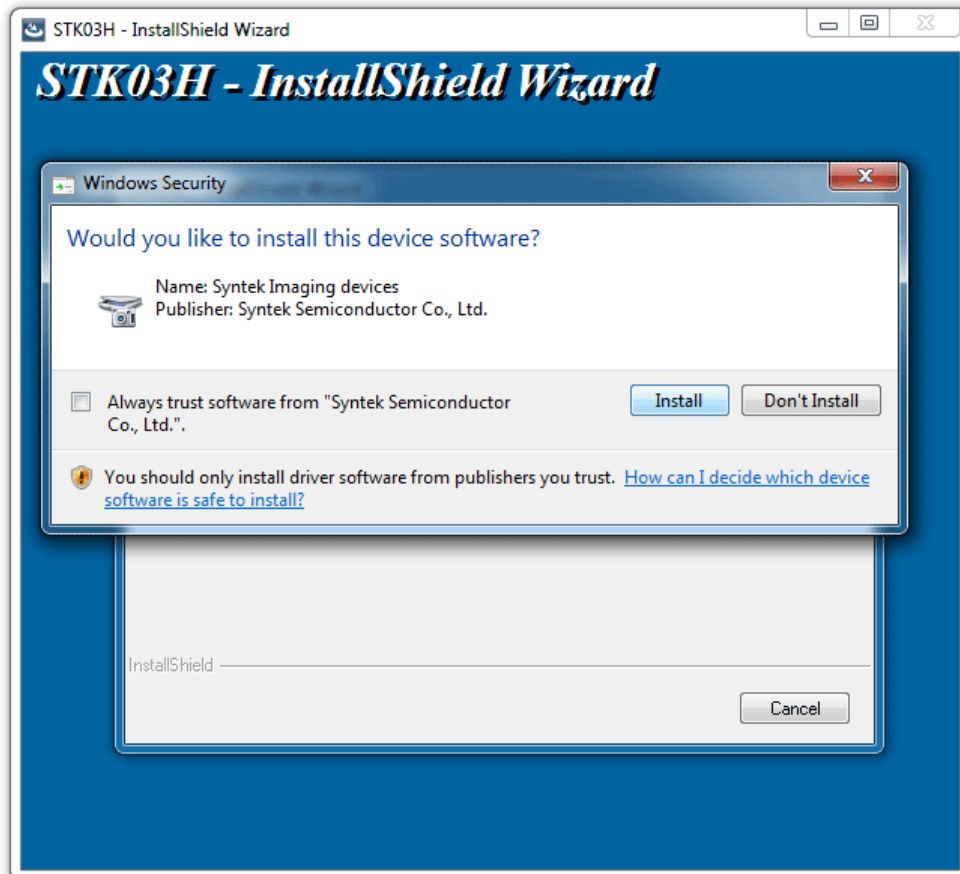 STK03H - InstallShield Wizard
STK03H - InstallShield Wizard
Windows Security
Would you like to install this device software?
Name: Syntek Imaging devices
Publisher: Syntek Semiconductor Co., Ltd.
Always trust software from "Syntek Semiconductor
Co., Ltd.".
Install
Don't Install
You should only install driver software from publishers you trust. How can I decide which device
software is safe to install?
InstallShield
Cancel